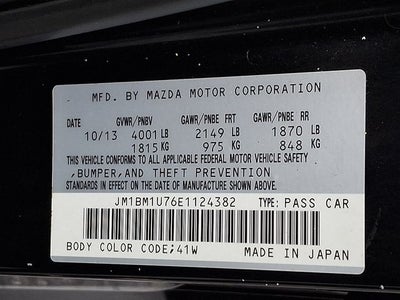 MFD. BY MAZDA MOTOR CORPORATION
DATE GVWR/PNBV GAWR/PNBE FRT GAWR/PNBE RR
10/13 4001 LB 2149 LB 1870 LB
1815 KG 975 KG 848 KG
THIS VEHICLE CONFORMS TO ALL APPLICABLE FEDERAL MOTOR VEHICLE SAFETY
,BUMPER,AND THEFT PREVENTION
STANDARDS IN EFFECT ON THE DATE OF MANUFACTURE SHOWN ABOVE.
JM1BM1U76E1124382 TYPE: PASS CAR
BODY COLOR CODE;41W MADE IN JAPAN